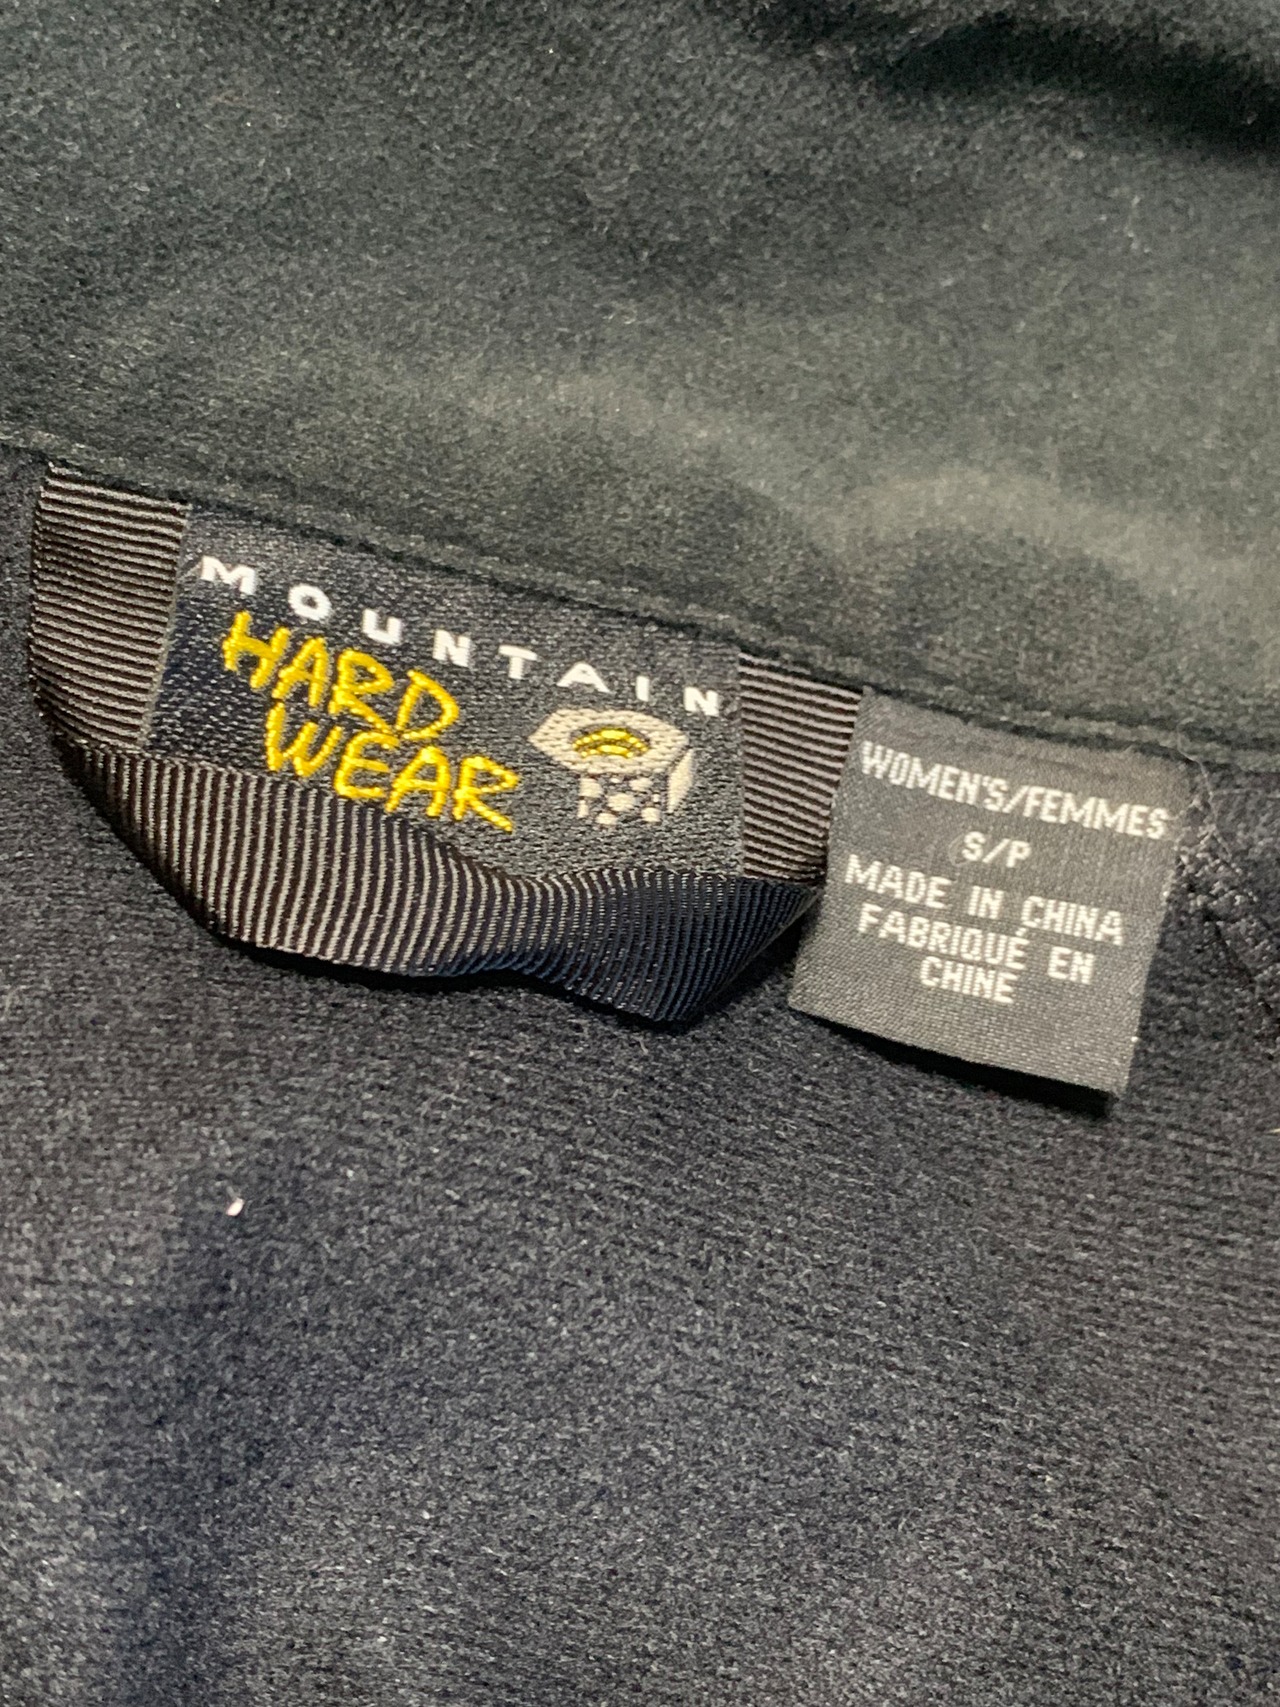 MOUNTAIN
HARD
WEAR
WOMEN'S/FEMMES
S/P
MADE IN CHINA
FABRIQUÉ EN
CHINE